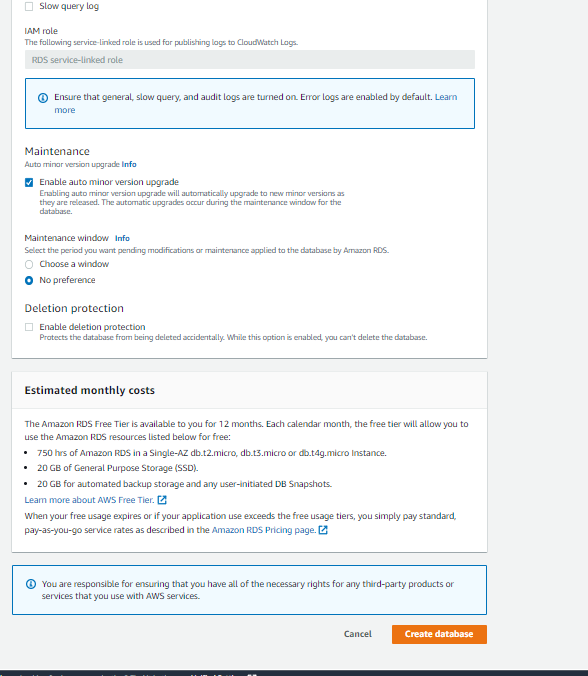 Slow query log
IAM role
The following service-linked role is used for publishing logs to CloudWatch Logs.
RDS service-linked role
Ensure that general, slow query, and audit logs are turned on. Error logs are enabled by default. Learn
more
Maintenance
Auto minor version upgrade Info
Enable auto minor version upgrade
Enabling auto minor version upgrade will automatically upgrade to new minor versions as
they are released. The automatic upgrades occur during the maintenance window for the
database.
Maintenance window Info
Select the period you want pending modifications or maintenance applied to the database by Amazon RDS.
Choose a window
No preference
Deletion protection
Enable deletion protection
Protects the database from being deleted accidentally. While this option is enabled, you can't delete the database.
Estimated monthly costs
The Amazon RDS Free Tier is available to you for 12 months. Each calendar month, the free tier will allow you to
use the Amazon RDS resources listed below for free:
• 750 hrs of Amazon RDS in a Single-AZ db.t2.micro, db.t3.micro or db.t4g.micro Instance.
• 20 GB of General Purpose Storage (SSD).
• 20 GB for automated backup storage and any user-initiated DB Snapshots.
Learn more about AWS Free Tier.
When your free usage expires or if your application use exceeds the free usage tiers, you simply pay standard,
pay-as-you-go service rates as described in the Amazon RDS Pricing page.
You are responsible for ensuring that you have all of the necessary rights for any third-party products or
services that you use with AWS services.
Cancel Create database